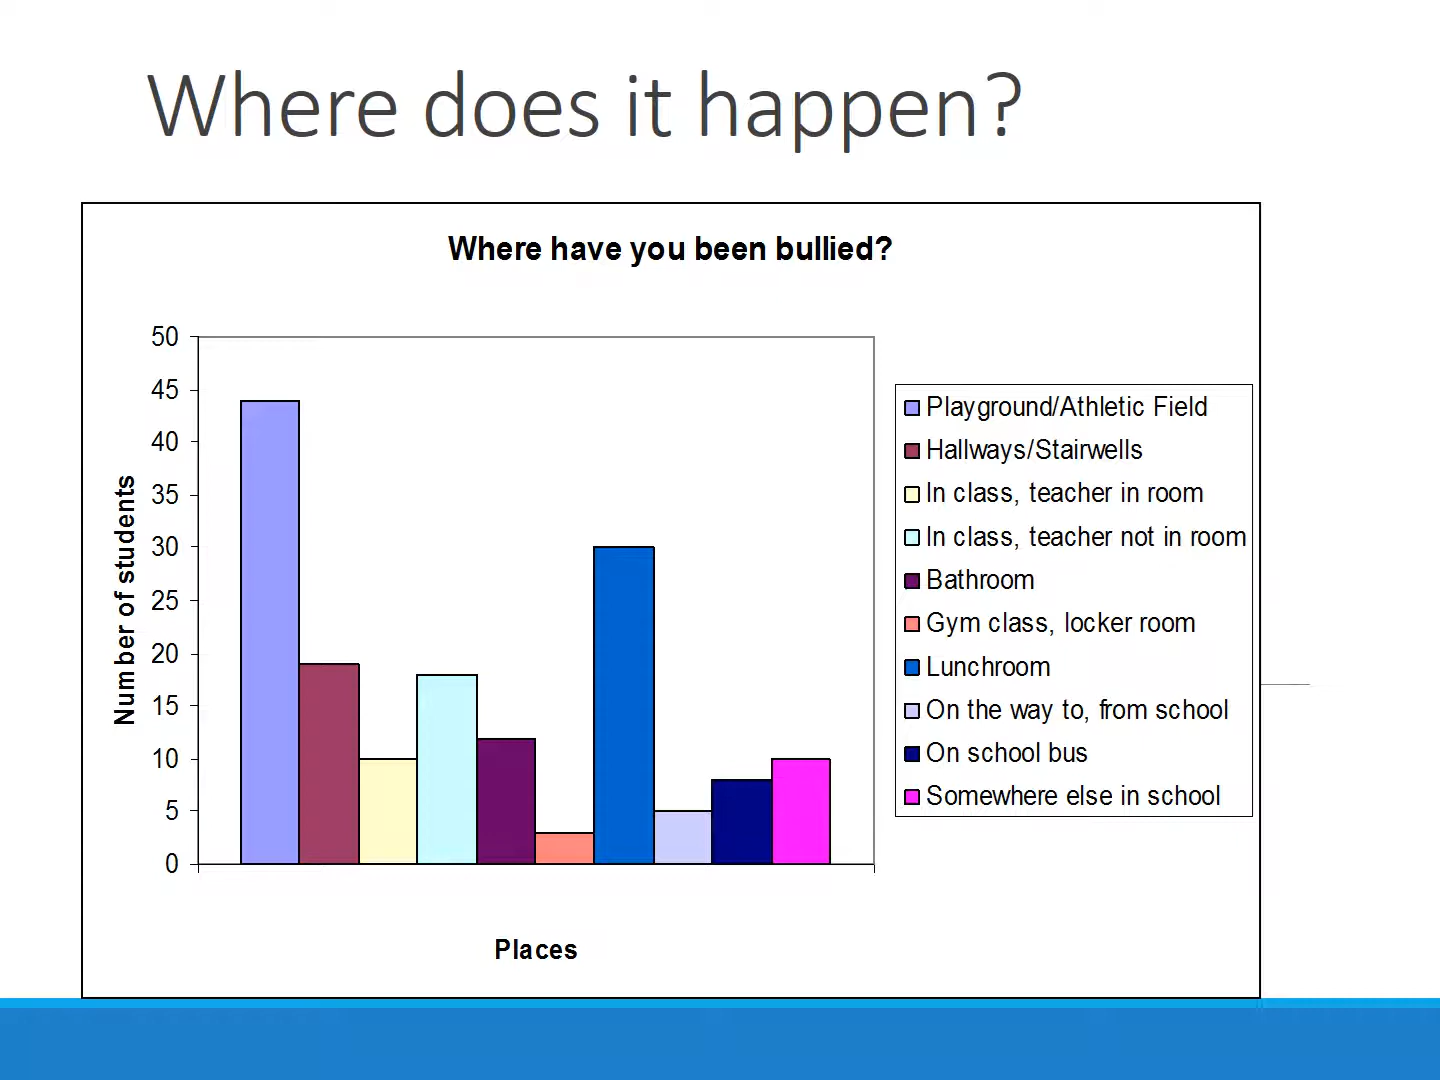 Where does it happen?
Where have you been bullied?
50
45
40
35
30
25
20
15
10
5
0
Number of students
Places
Playground/Athletic Field
Hallways/Stairwells
In class, teacher in room
In class, teacher not in room
Bathroom
Gym class, locker room
Lunchroom
On the way to, from school
On school bus
Somewhere else in school